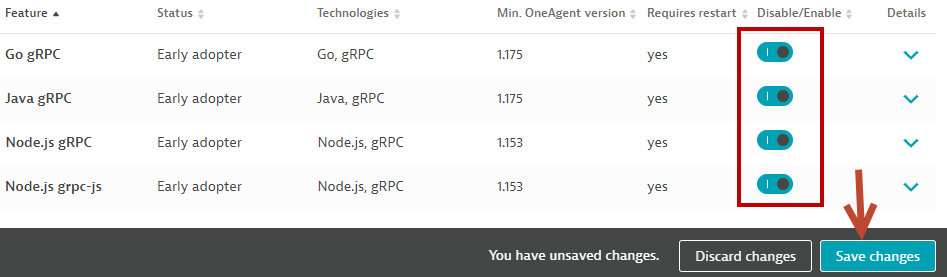 Feature Status Technologies Min. OneAgent version Requires restart Disable/Enable Details
Go gRPC Early adopter Go, gRPC 1.175 yes
Java gRPC Early adopter Java, gRPC 1.175 yes
Node.js gRPC Early adopter Node.js, gRPC 1.153 yes
Node.js grpc-js Early adopter Node.js, gRPC 1.153 yes
You have unsaved changes. Discard changes Save changes